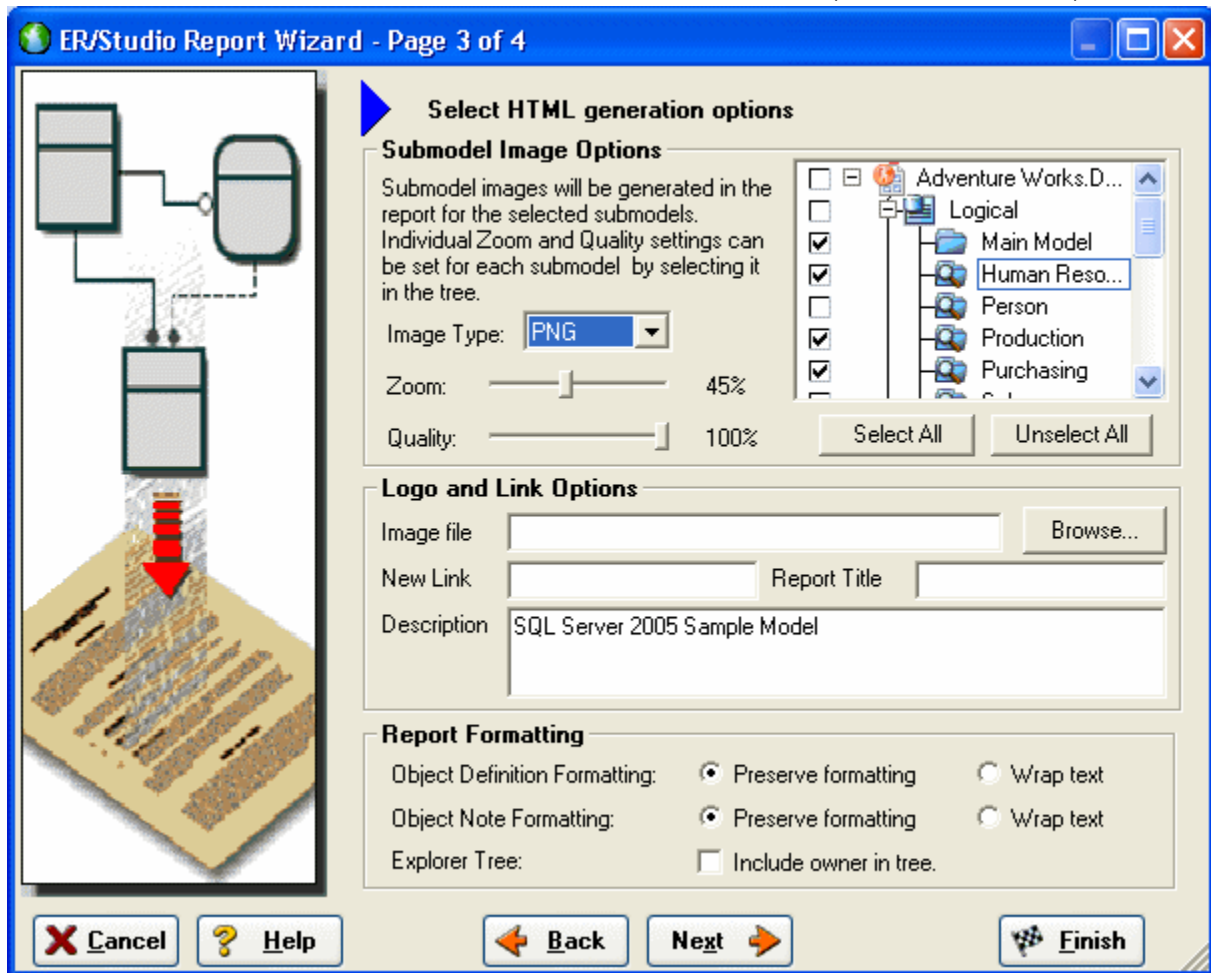 ER/Studio Report Wizard - Page 3 of 4
Select HTML generation options
Submodel Image Options
Submodel images will be generated in the
report for the selected submodels.
Individual Zoom and Quality settings can
be set for each submodel by selecting it
in the tree.
Image Type: PNG
Zoom: 45%
Quality: 100%
Adventure Works.D...
Logical
Main Model
Human Reso...
Person
Production
Purchasing
Select All Unselect All
Logo and Link Options
Image file Browse...
New Link Report Title
Description SQL Server 2005 Sample Model
Report Formatting
Object Definition Formatting: Preserve formatting Wrap text
Object Note Formatting: Preserve formatting Wrap text
Explorer Tree: Include owner in tree.
Cancel Help Back Next Finish